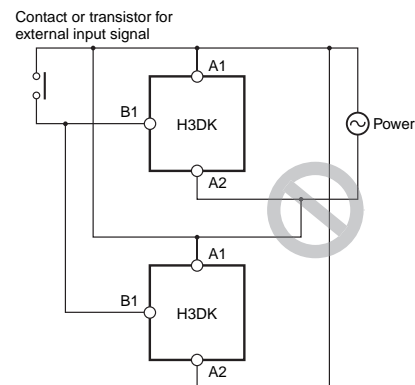 Contact or transistor for
external input signal
A1
B1
H3DK
Power
A2
A1
B1
H3DK
A2